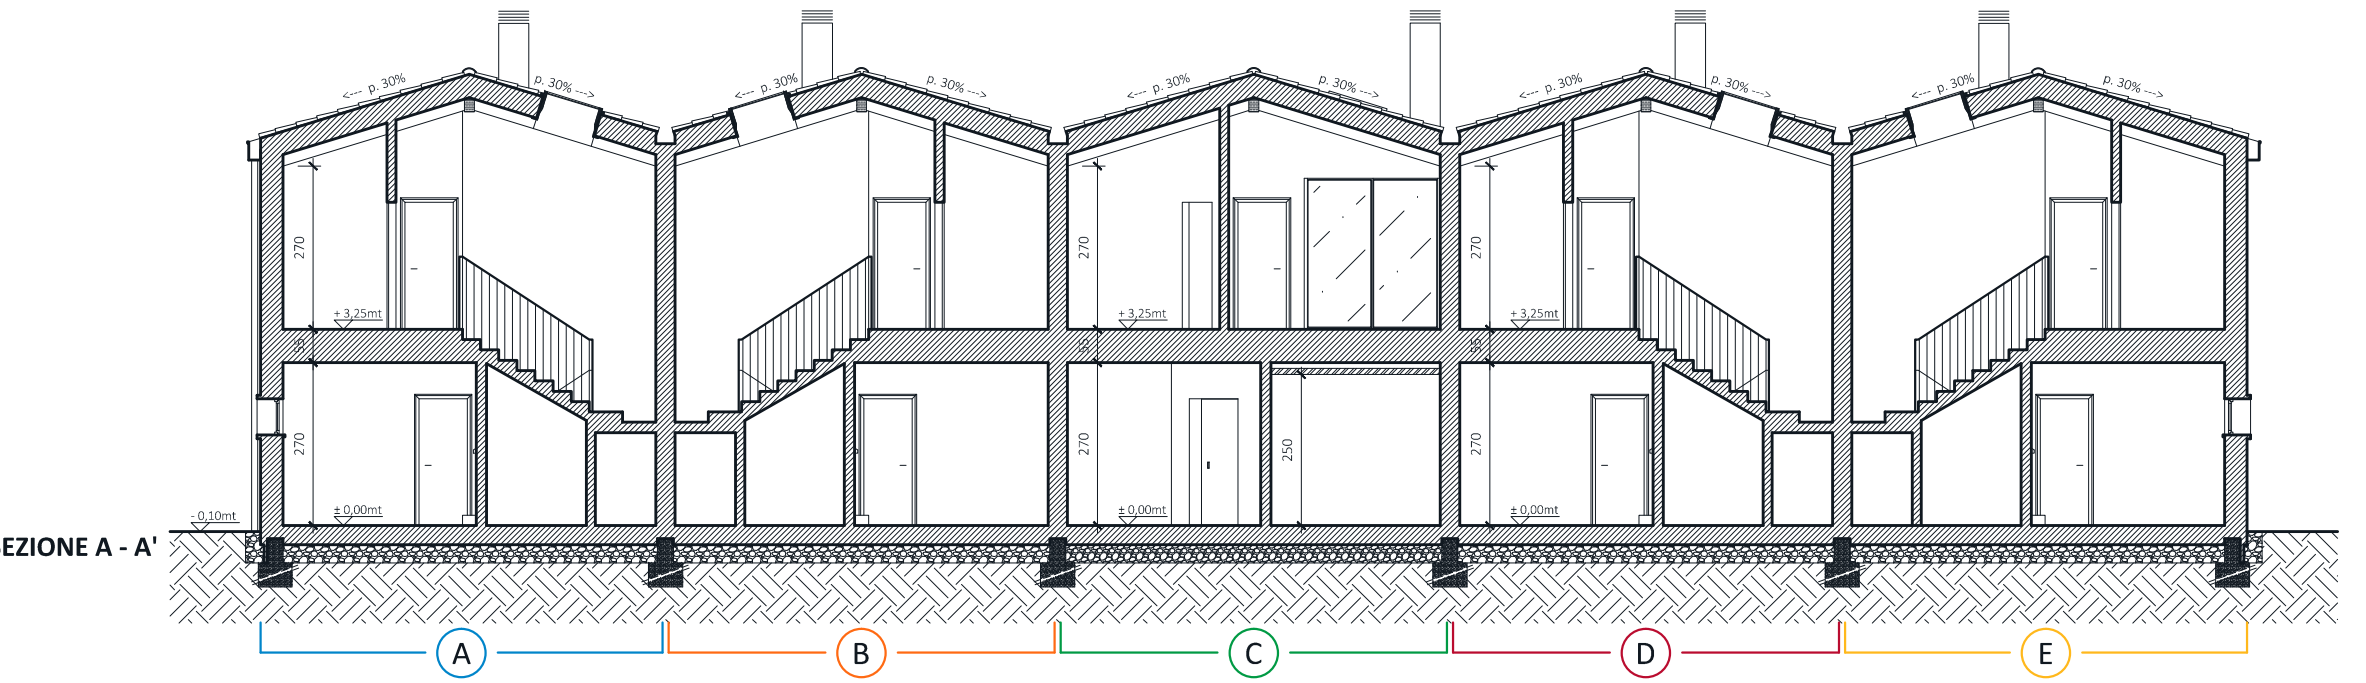 p. 30% p. 30% p. 30% p. 30% p. 30% p. 30% p. 30% p. 30% p. 30% p. 30%
270 270 270
+ 3,25mt + 3,25mt + 3,25mt
55 55 55
270 270 250 270
± 0,00mt ± 0,00mt ± 0,00mt
- 0,10mt
EZIONE A - A'
A B C D E